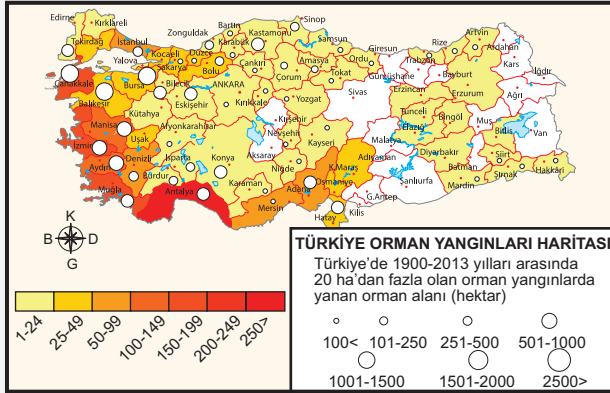 Edirne
Kırklareli
Tekirdağ
İstanbul
Yalova
Kocaeli
Sakarya
Düzce
Zonguldak
Bartın
Karabük
Kastamonu
Sinop
Bolu
Çankırı
Samsun
Amasya
Çorum
Ordu
Giresun
Tokat
Trabzon
Rize
Artvin
Ardahan
Kars
Iğdır
Gümüşhane
Bayburt
Erzurum
Erzincan
Ağrı
Çanakkale
Balıkesir
Bursa
Bilecik
Eskişehir
ANKARA
Kırıkkale
Yozgat
Sivas
Kütahya
Manisa
Uşak
Afyonkarahisar
Kırşehir
Nevşehir
Kayseri
Aksaray
Tunceli
Bingöl
Elazığ
Muş
Bitlis
Van
Malatya
İzmir
Aydın
Denizli
Isparta
Burdur
Konya
Niğde
Adıyaman
Diyarbakır
Batman
Siirt
Şırnak
Hakkâri
Mardin
Muğla
Antalya
Karaman
Mersin
Adana
Osmaniye
K.Maraş
Hatay
Kilis
G.Antep
Şanlıurfa
K
B D
G
1-24
25-49
50-99
100-149
150-199
200-249
250>
TÜRKİYE ORMAN YANGINLARI HARİTASI
Türkiye’de 1900-2013 yılları arasında
20 ha’dan fazla olan orman yangınlarda
yanan orman alanı (hektar)
100< 101-250 251-500 501-1000
1001-1500 1501-2000 2500>